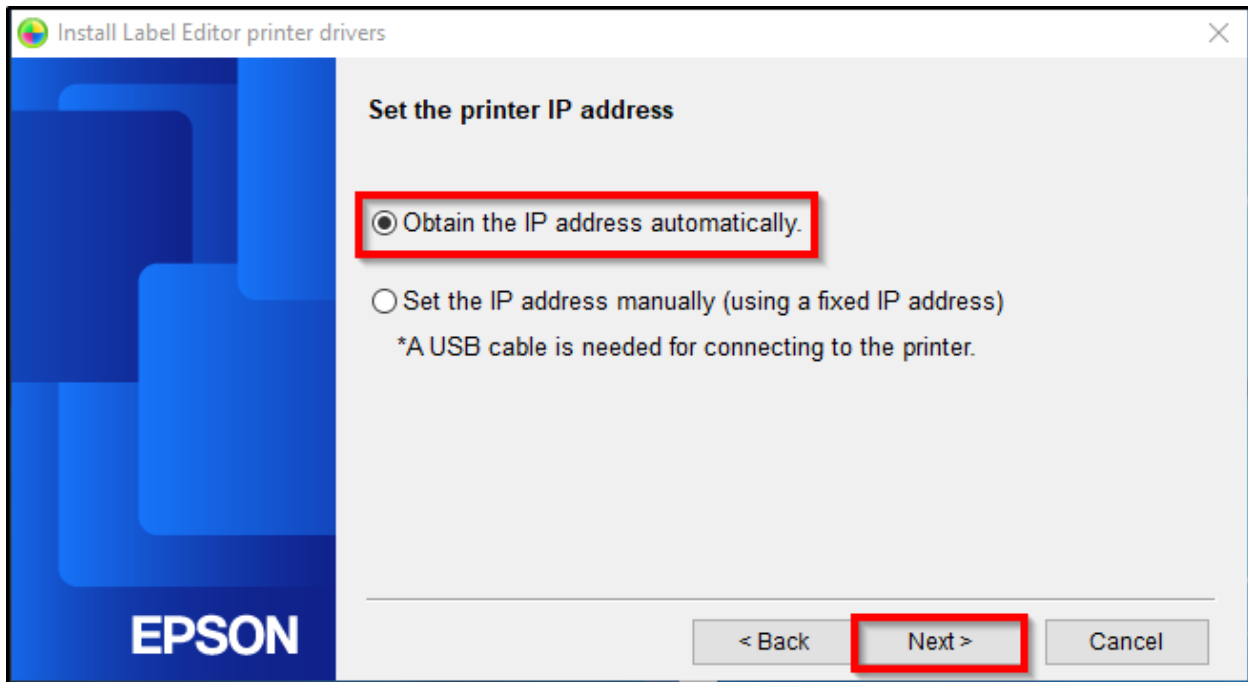 Install Label Editor printer drivers
Set the printer IP address
Obtain the IP address automatically.
Set the IP address manually (using a fixed IP address)
*A USB cable is needed for connecting to the printer.
EPSON
< Back Next > Cancel